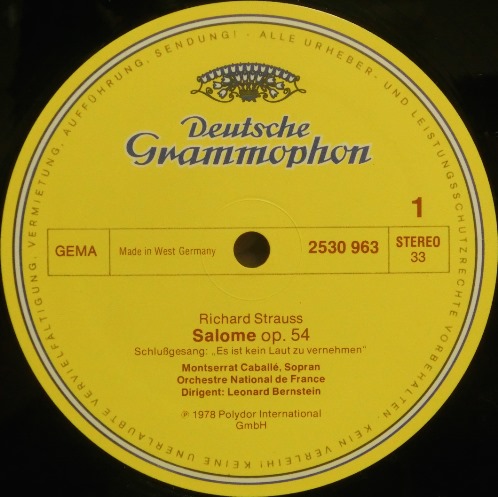 ALLE URHEBER- UND LEISTUNGSSCHUTZRECHTE VORBEHALTEN. KEIN VERLEIH! KEINE UNERLAUBTE VERVIELFÄLTIGUNG, VERMIETUNG, AUFFÜHRUNG, SENDUNG! -
Deutsche
Grammophon
1
GEMA
Made in West Germany
2530 963
STEREO
33
Richard Strauss
Salome op. 54
Schlußgesang: „Es ist kein Laut zu vernehmen"
Montserrat Caballé, Sopran
Orchestre National de France
Dirigent: Leonard Bernstein
℗ 1978 Polydor International
GmbH